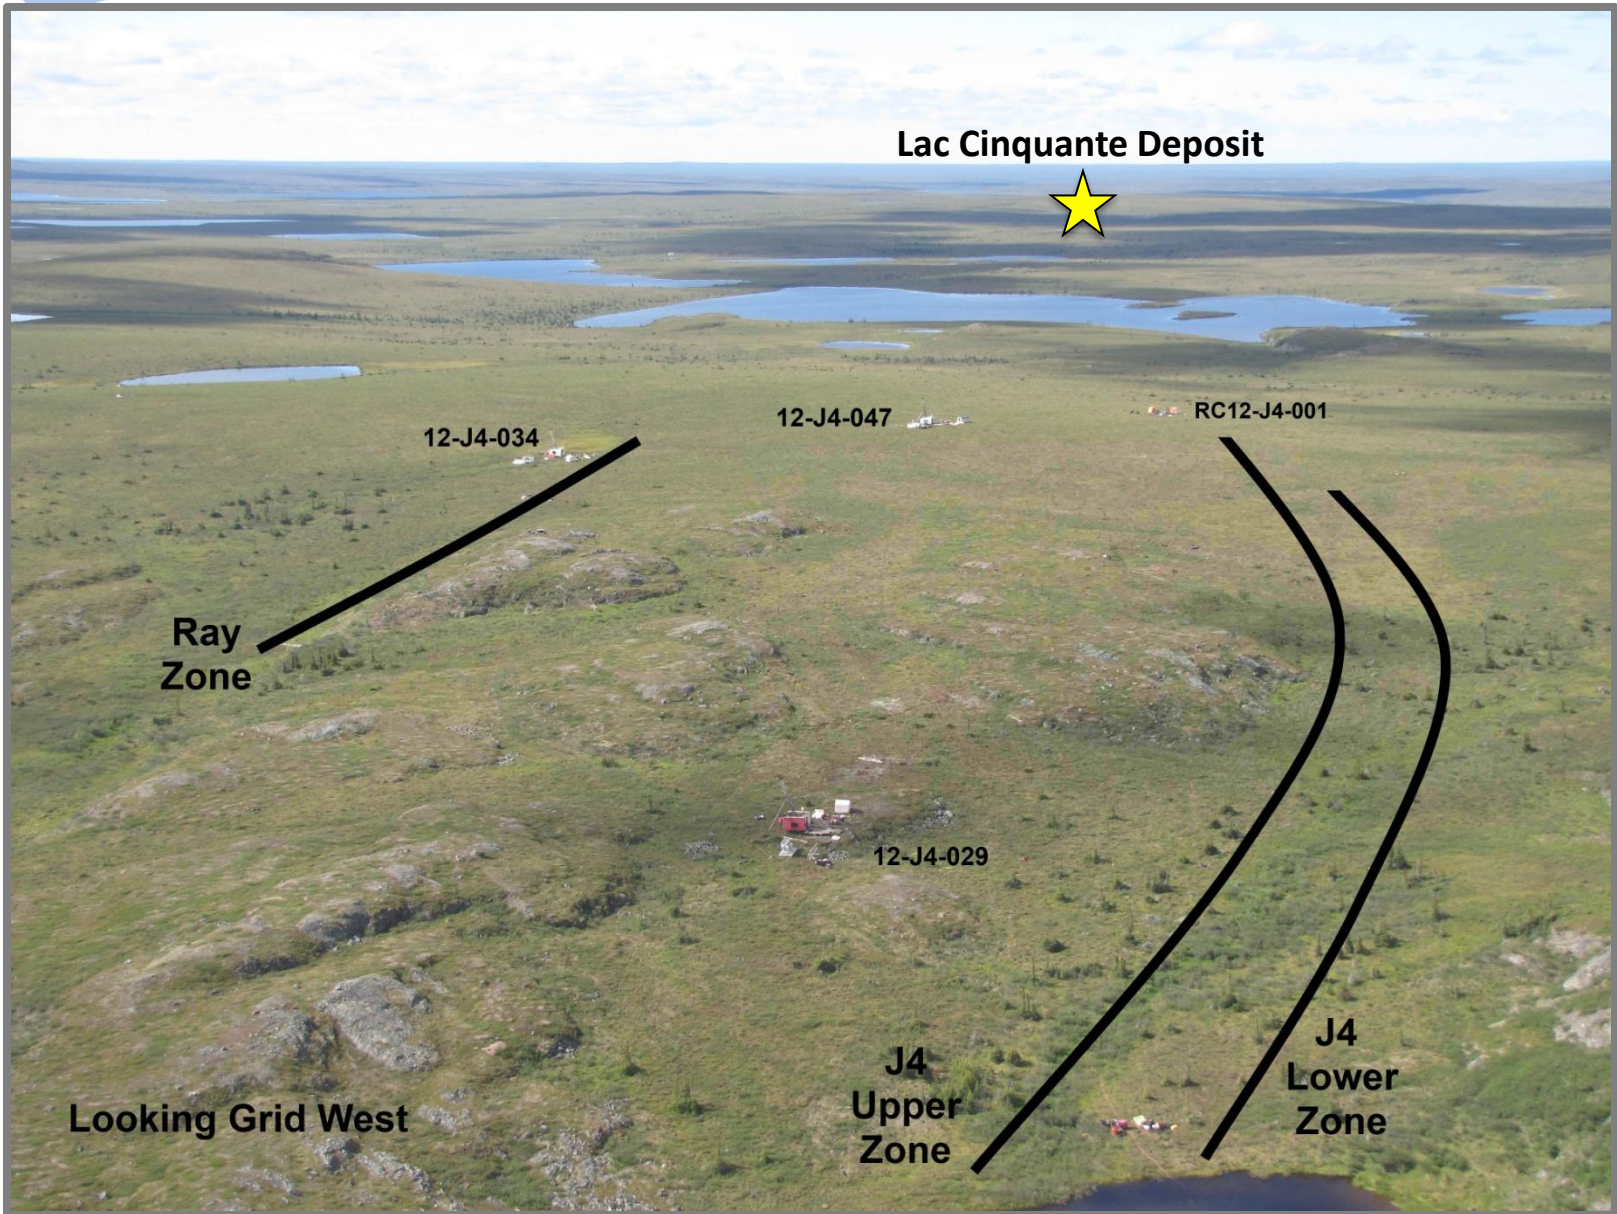 Lac Cinquante Deposit
12-J4-034
12-J4-047
RC12-J4-001
Ray
Zone
12-J4-029
J4
Upper
Zone
J4
Lower
Zone
Looking Grid West